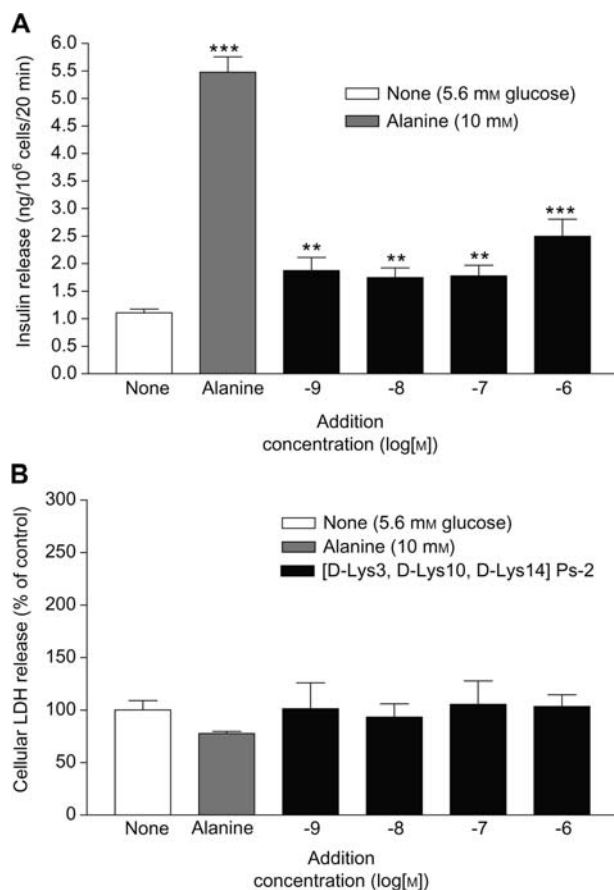 A
Insulin release (ng/10⁶ cells/20 min)
6.0
5.5
5.0
4.5
4.0
3.5
3.0
2.5
2.0
1.5
1.0
0.5
0.0
***
**
**
**
***
None (5.6 mM glucose)
Alanine (10 mM)
None Alanine -9 -8 -7 -6
Addition
concentration (log[M])
B
Cellular LDH release (% of control)
300
250
200
150
100
50
0
None (5.6 mM glucose)
Alanine (10 mM)
[D-Lys3, D-Lys10, D-Lys14] Ps-2
None Alanine -9 -8 -7 -6
Addition
concentration (log[M])